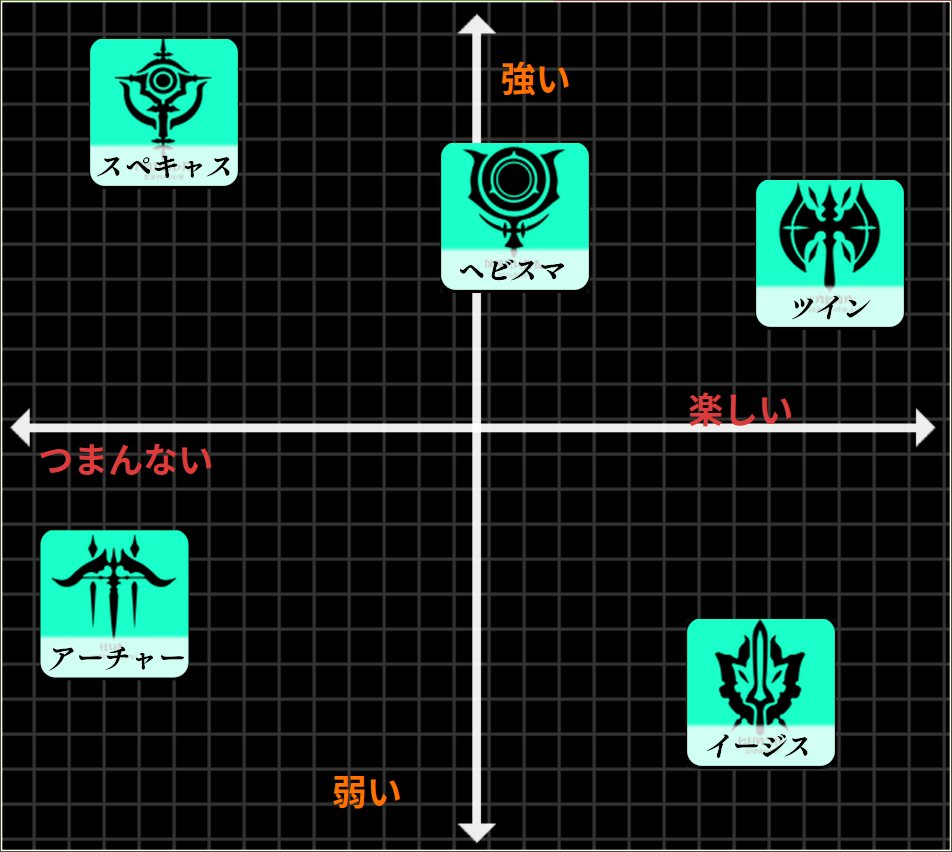 強い
スペキャス
ヘビスマ
ツイン
楽しい
つまんない
アーチャー
イージス
弱い